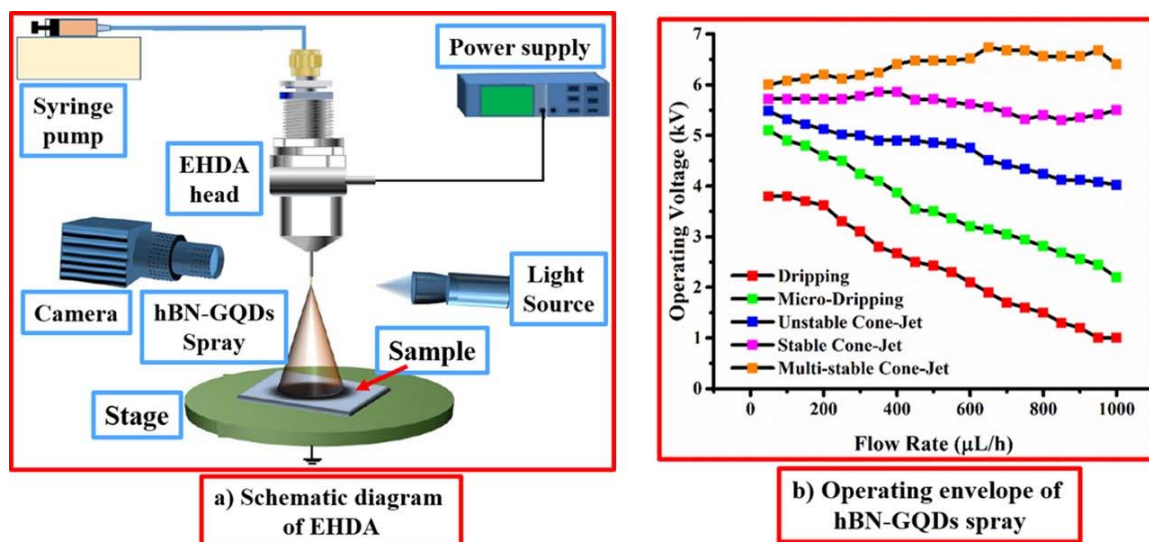 Syringe
pump
EHDA
head
Power supply
Camera
hBN-GQDs
Spray
Light
Source
Sample
Stage
a) Schematic diagram
of EHDA
Operating Voltage (kV)
7
6
5
4
3
2
1
0
Dripping
Micro-Dripping
Unstable Cone-Jet
Stable Cone-Jet
Multi-stable Cone-Jet
0 200 400 600 800 1000
Flow Rate (µL/h)
b) Operating envelope of
hBN-GQDs spray